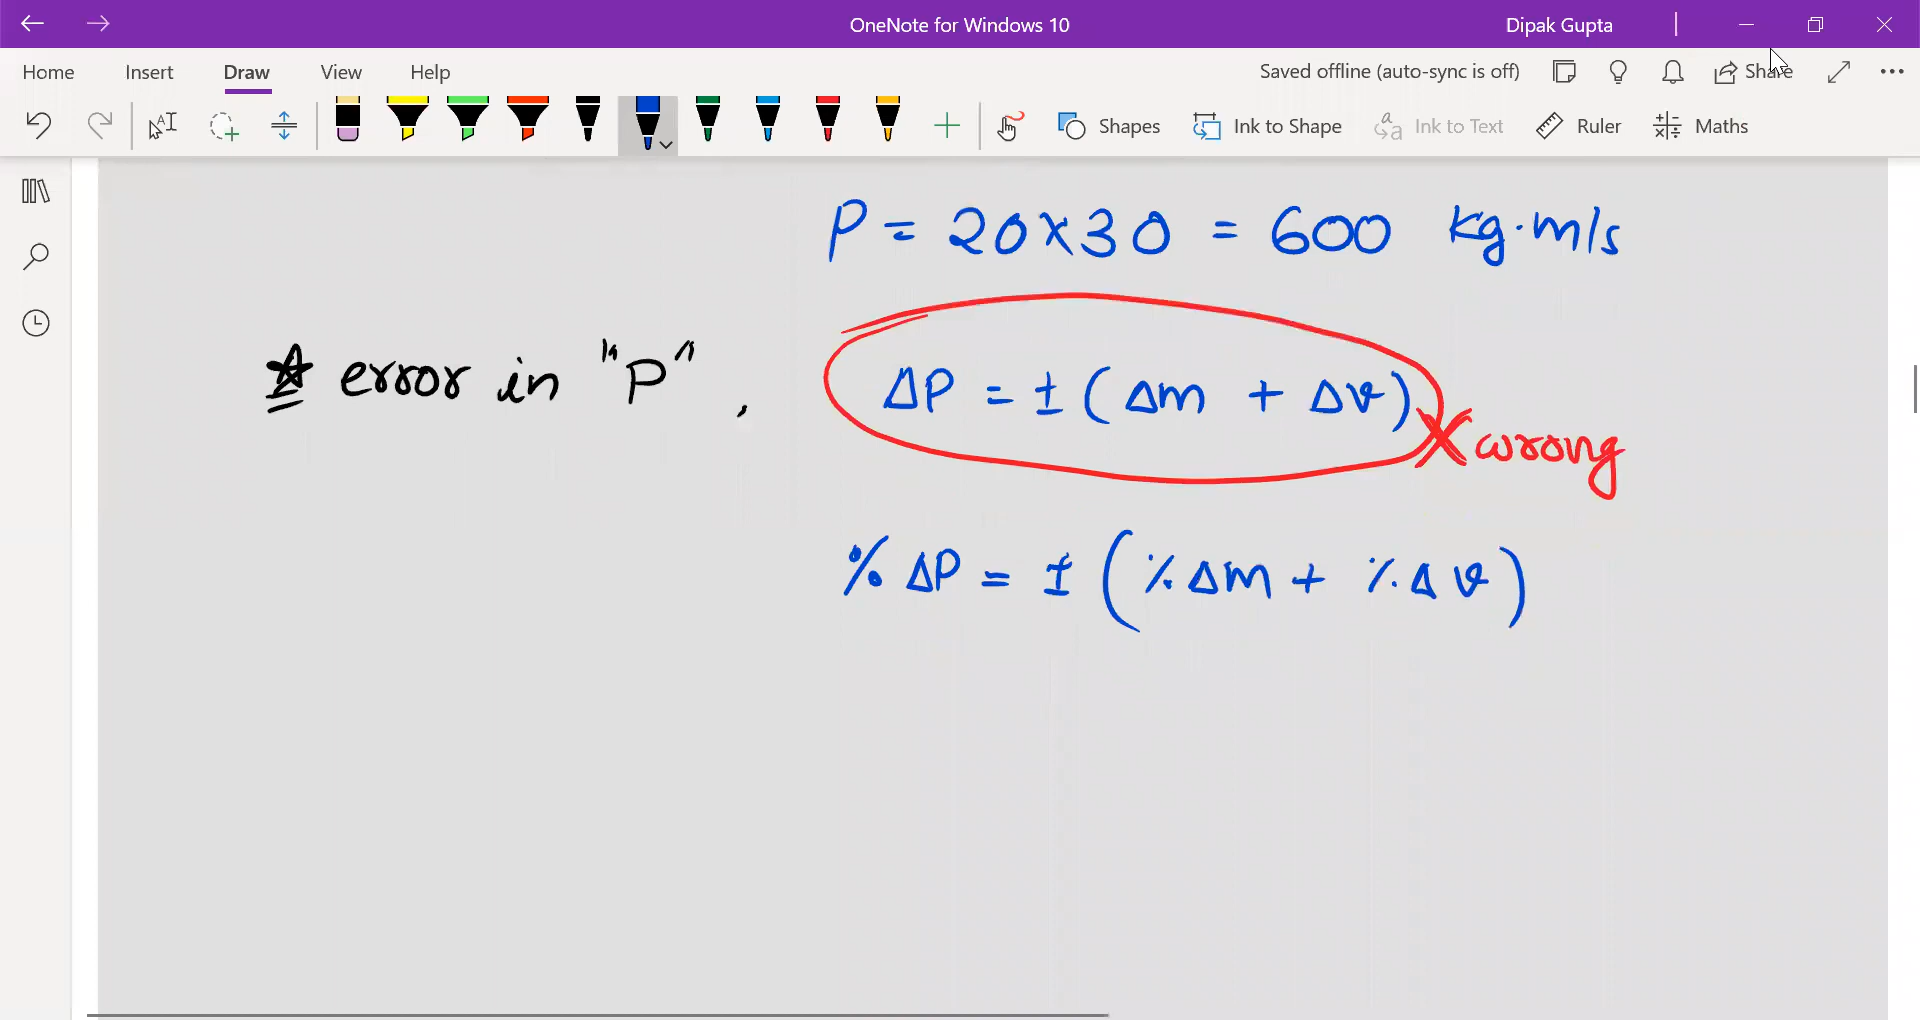 OneNote for Windows 10
Dipak Gupta
Home Insert Draw View Help
Saved offline (auto-sync is off)
Share
Shapes
Ink to Shape
Ink to Text
Ruler
Maths
P = 20 x 30 = 600 kg.m/s
error in "P",
ΔP = ± (Δm + Δv)
X wrong
% ΔP = ± (% Δm + % Δv)